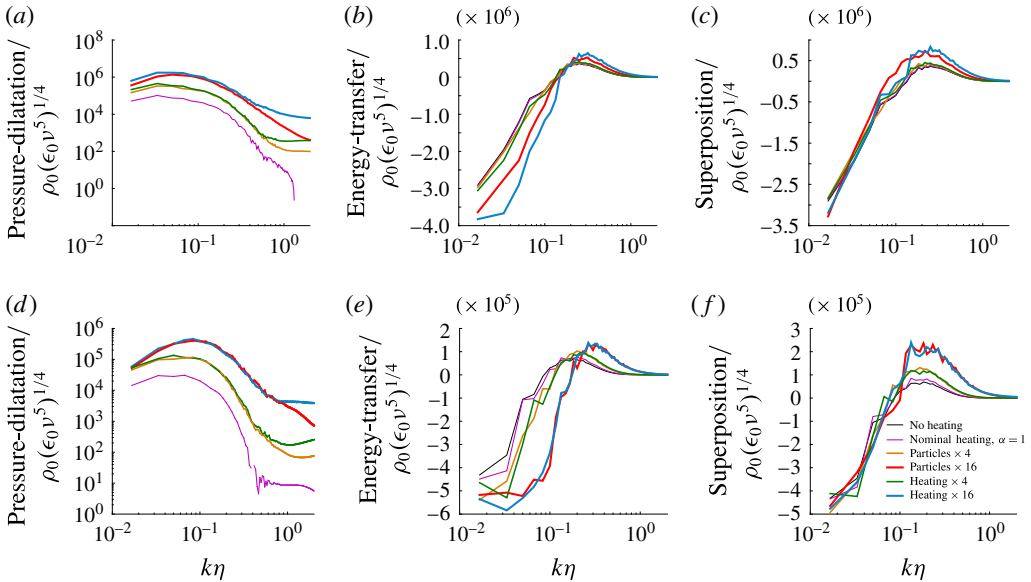 (a)
Pressure-dilatation/
ρ0(ϵ0ν^5)^1/4
10^8
10^6
10^4
10^2
10^0
10^−2
10^−1
10^0
(b)
(× 10^6)
Energy-transfer/
ρ0(ϵ0ν^5)^1/4
1.0
0
−1.0
−2.0
−3.0
−4.0
10^−2
10^−1
10^0
(c)
(× 10^6)
Superposition/
ρ0(ϵ0ν^5)^1/4
0.5
−0.5
−1.5
−2.5
−3.5
10^−2
10^−1
10^0
(d)
Pressure-dilatation/
ρ0(ϵ0ν^5)^1/4
10^6
10^5
10^4
10^3
10^2
10^1
10^0
10^−2
10^−1
10^0
kη
(e)
(× 10^5)
Energy-transfer/
ρ0(ϵ0ν^5)^1/4
2
1
0
−1
−2
−3
−4
−5
−6
10^−2
10^−1
10^0
kη
(f)
(× 10^5)
Superposition/
ρ0(ϵ0ν^5)^1/4
3
2
1
0
−1
−2
−3
−4
−5
No heating
Nominal heating, α = 1
Particles × 4
Particles × 16
Heating × 4
Heating × 16
10^−2
10^−1
10^0
kη